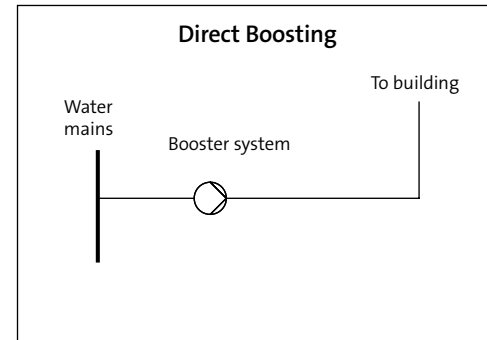 Direct Boosting
To building
Water
mains
Booster system